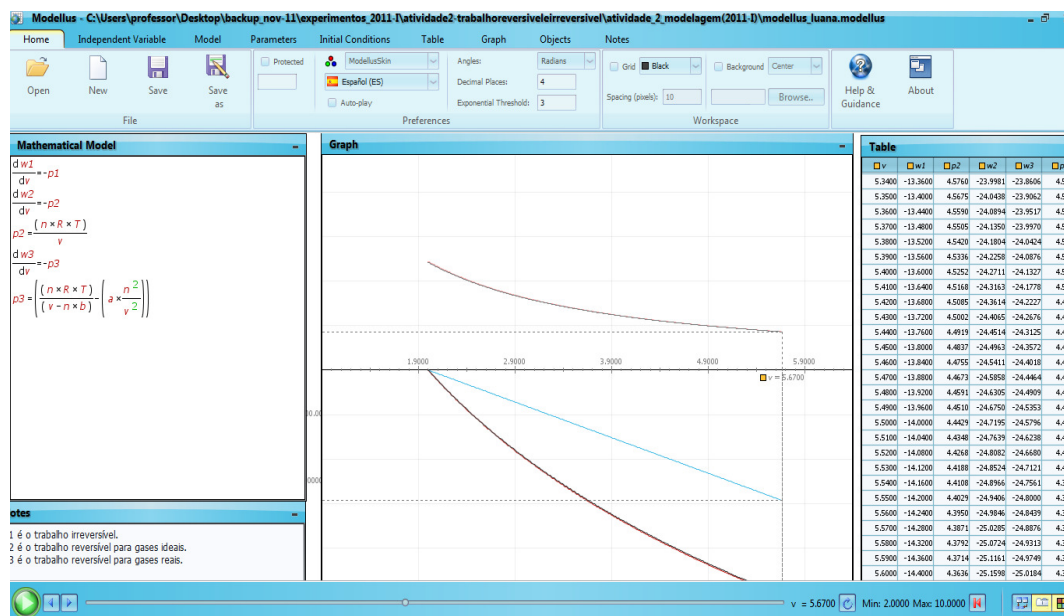 Modellus - C:\Users\professor\Desktop\backup_nov-11\experimentos_2011-I\atividade2-trabalhoreversiveleirreversivel\atividade_2_modelagem(2011-I)\modellus_luana.modellus
Home Independent Variable Model Parameters Initial Conditions Table Graph Objects Notes
Open New Save Save as
File
Protected ModellusSkin Angles: Radians
Español (ES) Decimal Places: 4
Auto-play Exponential Threshold: 3
Preferences
Grid Black Background Center
Spacing (pixels): 10 Browse..
Workspace
Help & Guidance About
Mathematical Model
d w1 / dv = -p1
d w2 / dv = -p2
p2 = (n × R × T) / v
d w3 / dv = -p3
p3 = ( (n × R × T) / (v - n × b) - ( a × n^2 / v^2 ) )
otes
1 é o trabalho irreversível.
2 é o trabalho reversível para gases ideais.
3 é o trabalho reversível para gases reais.
Graph
1.9000 2.9000 3.9000 4.9000 5.9000
v = 5.6700
Table
v w1 p2 w2 w3
5.3400 -13.3600 4.5760 -23.9981 -23.8606
5.3500 -13.4000 4.5675 -24.0438 -23.9062
5.3600 -13.4400 4.5590 -24.0894 -23.9517
5.3700 -13.4800 4.5505 -24.1350 -23.9970
5.3800 -13.5200 4.5420 -24.1804 -24.0424
5.3900 -13.5600 4.5336 -24.2258 -24.0876
5.4000 -13.6000 4.5252 -24.2711 -24.1327
5.4100 -13.6400 4.5168 -24.3163 -24.1778
5.4200 -13.6800 4.5085 -24.3614 -24.2227
5.4300 -13.7200 4.5002 -24.4065 -24.2676
5.4400 -13.7600 4.4919 -24.4514 -24.3125
5.4500 -13.8000 4.4837 -24.4963 -24.3572
5.4600 -13.8400 4.4755 -24.5411 -24.4018
5.4700 -13.8800 4.4673 -24.5858 -24.4464
5.4800 -13.9200 4.4591 -24.6305 -24.4909
5.4900 -13.9600 4.4510 -24.6750 -24.5353
5.5000 -14.0000 4.4429 -24.7195 -24.5796
5.5100 -14.0400 4.4348 -24.7639 -24.6238
5.5200 -14.0800 4.4268 -24.8082 -24.6680
5.5300 -14.1200 4.4188 -24.8524 -24.7121
5.5400 -14.1600 4.4108 -24.8966 -24.7561
5.5500 -14.2000 4.4029 -24.9406 -24.8000
5.5600 -14.2400 4.3950 -24.9846 -24.8439
5.5700 -14.2800 4.3871 -25.0285 -24.8876
5.5800 -14.3200 4.3792 -25.0724 -24.9313
5.5900 -14.3600 4.3714 -25.1161 -24.9749
5.6000 -14.4000 4.3636 -25.1598 -25.0184
v = 5.6700 Min: 2.0000 Max: 10.0000